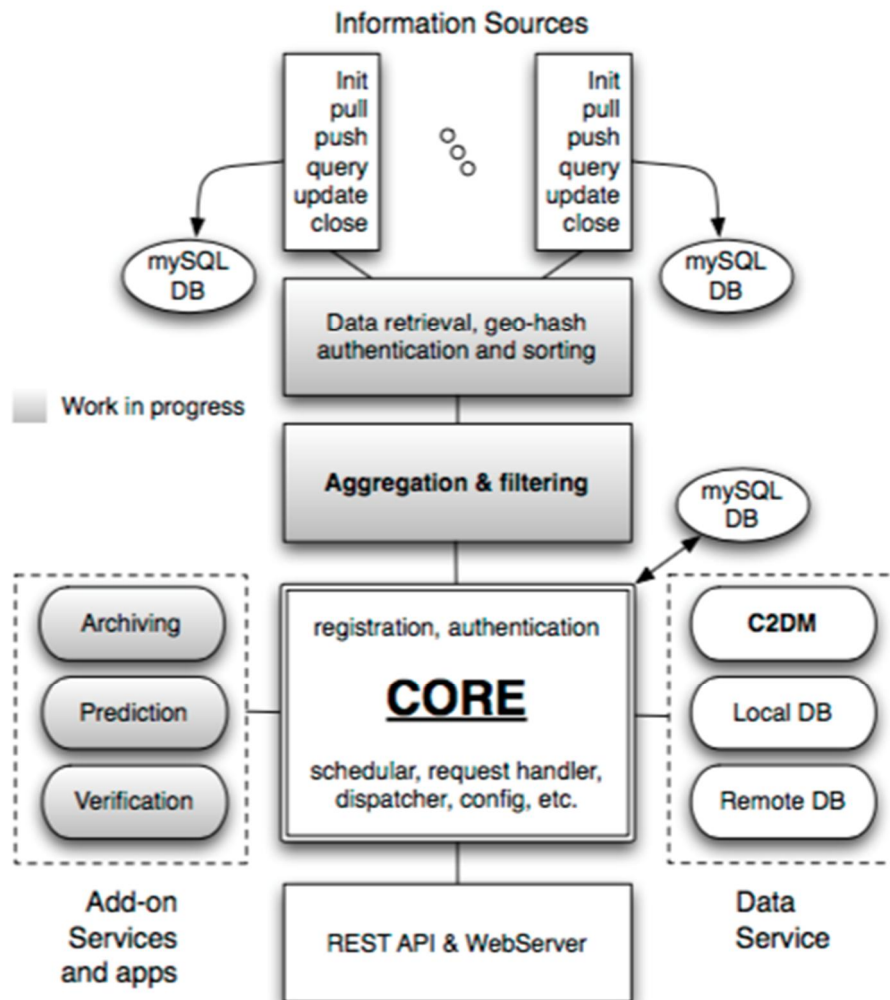 Information Sources
Init
pull
push
query
update
close
Init
pull
push
query
update
close
mySQL
DB
mySQL
DB
Data retrieval, geo-hash
authentication and sorting
Work in progress
Aggregation & filtering
mySQL
DB
Archiving
Prediction
Verification
registration, authentication
CORE
schedular, request handler,
dispatcher, config, etc.
C2DM
Local DB
Remote DB
Add-on
Services
and apps
REST API & WebServer
Data
Service